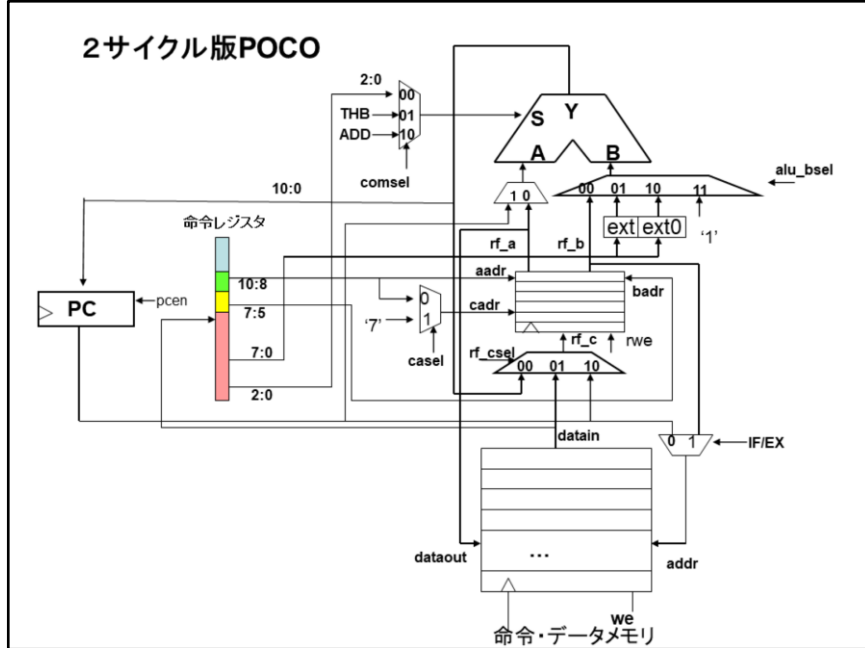 2サイクル版POCO
2:0
00
THB
01
ADD
10
comsel
S
Y
A
B
1 0
00 01 10 11
alu_bsel
ext
ext0
'1'
10:0
命令レジスタ
10:8
7:5
7:0
2:0
PC
pcen
rf_a
rf_b
aadr
badr
cadr
0
1
'7'
casel
rf_c
rwe
rf_csel
00 01 10
datain
0 1
IF/EX
dataout
...
addr
we
命令・データメモリ